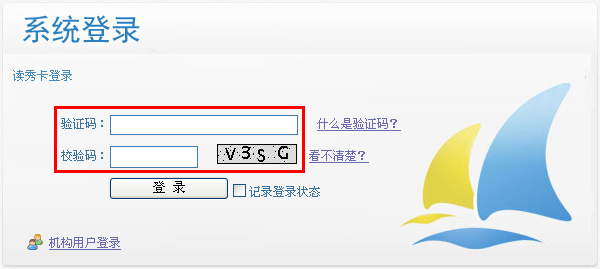 系统登录
读秀卡登录
验证码： 什么是验证码？
校验码： V3SG 看不清楚？
登 录 记录登录状态
机构用户登录